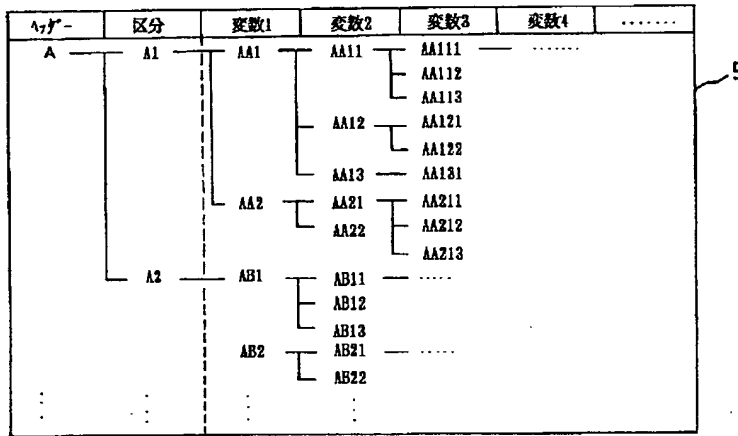 ヘッダー 区分 変数1 変数2 変数3 変数4 .......
A A1 AA1 AA11 AA111 ......
AA112
AA113
AA12 AA121
AA122
AA13 AA131
AA2 AA21 AA211
AA22 AA212
AA213
A2 AB1 AB11 .....
AB12
AB13
AB2 AB21 .....
AB22
5